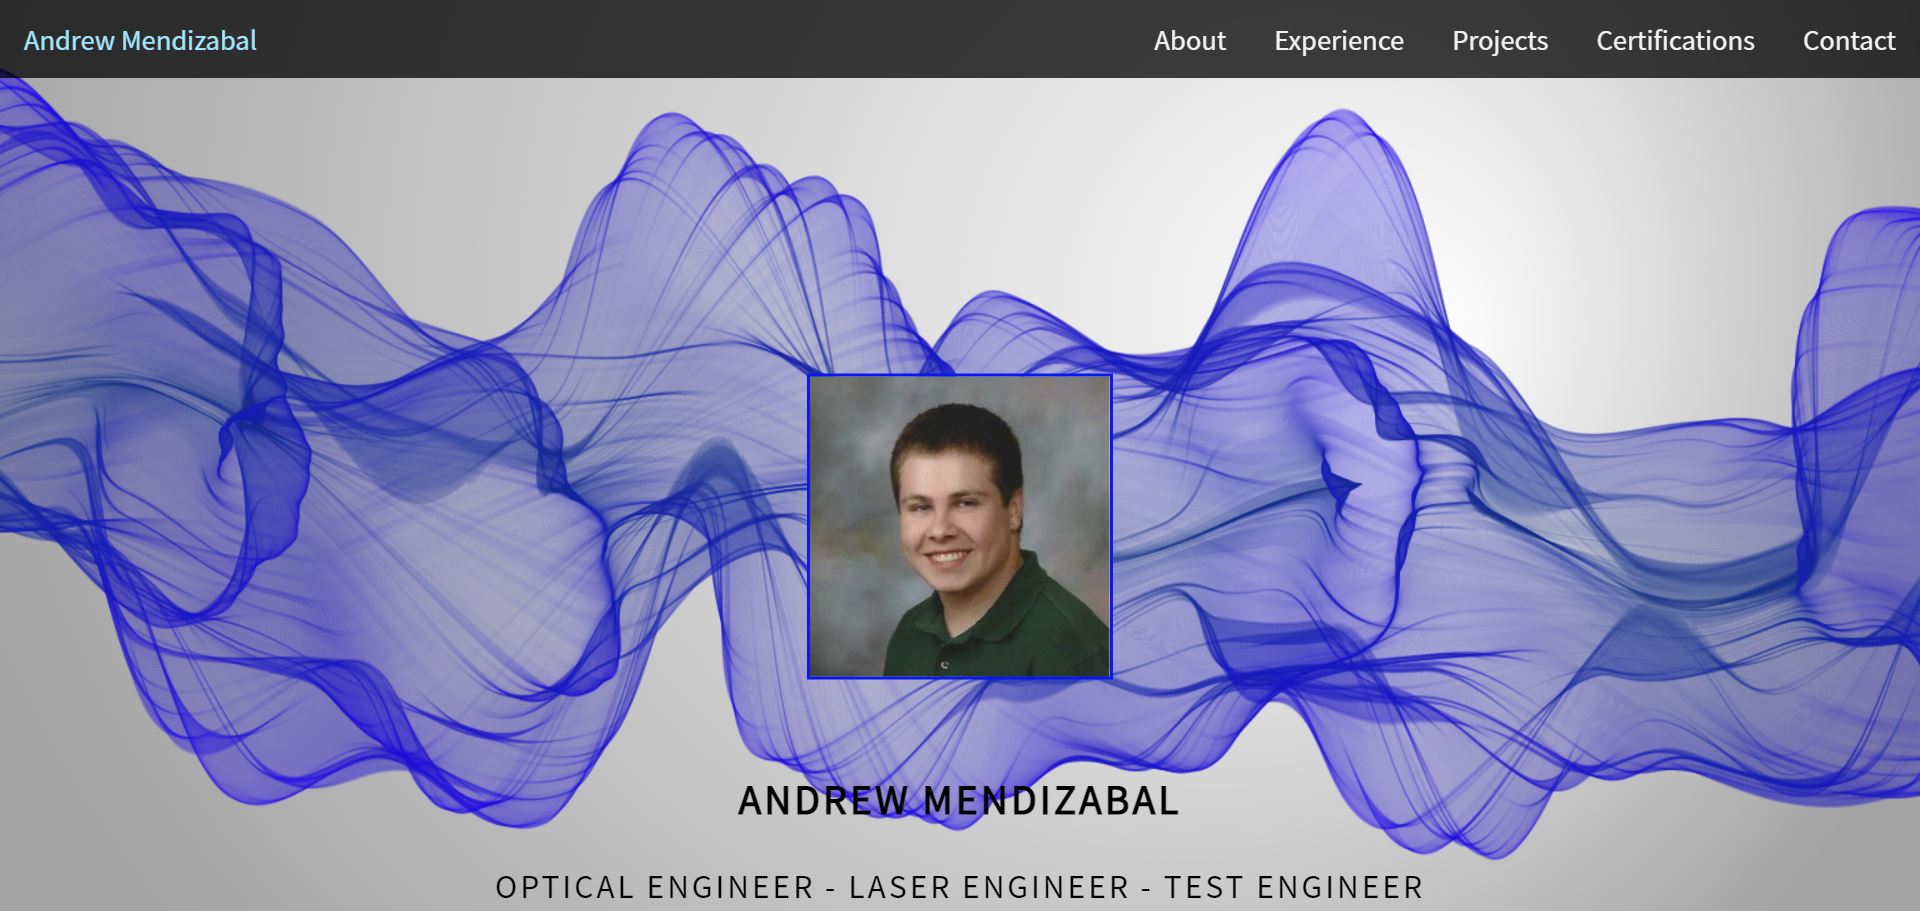 Andrew Mendizabal About Experience Projects Certifications Contact
ANDREW MENDIZABAL
OPTICAL ENGINEER - LASER ENGINEER - TEST ENGINEER